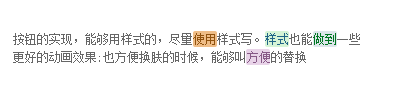 按钮的实现，能够用样式的，尽量使用样式写。样式也能做到一些
更好的动画效果:也方便换肤的时候，能够叫方便的替换